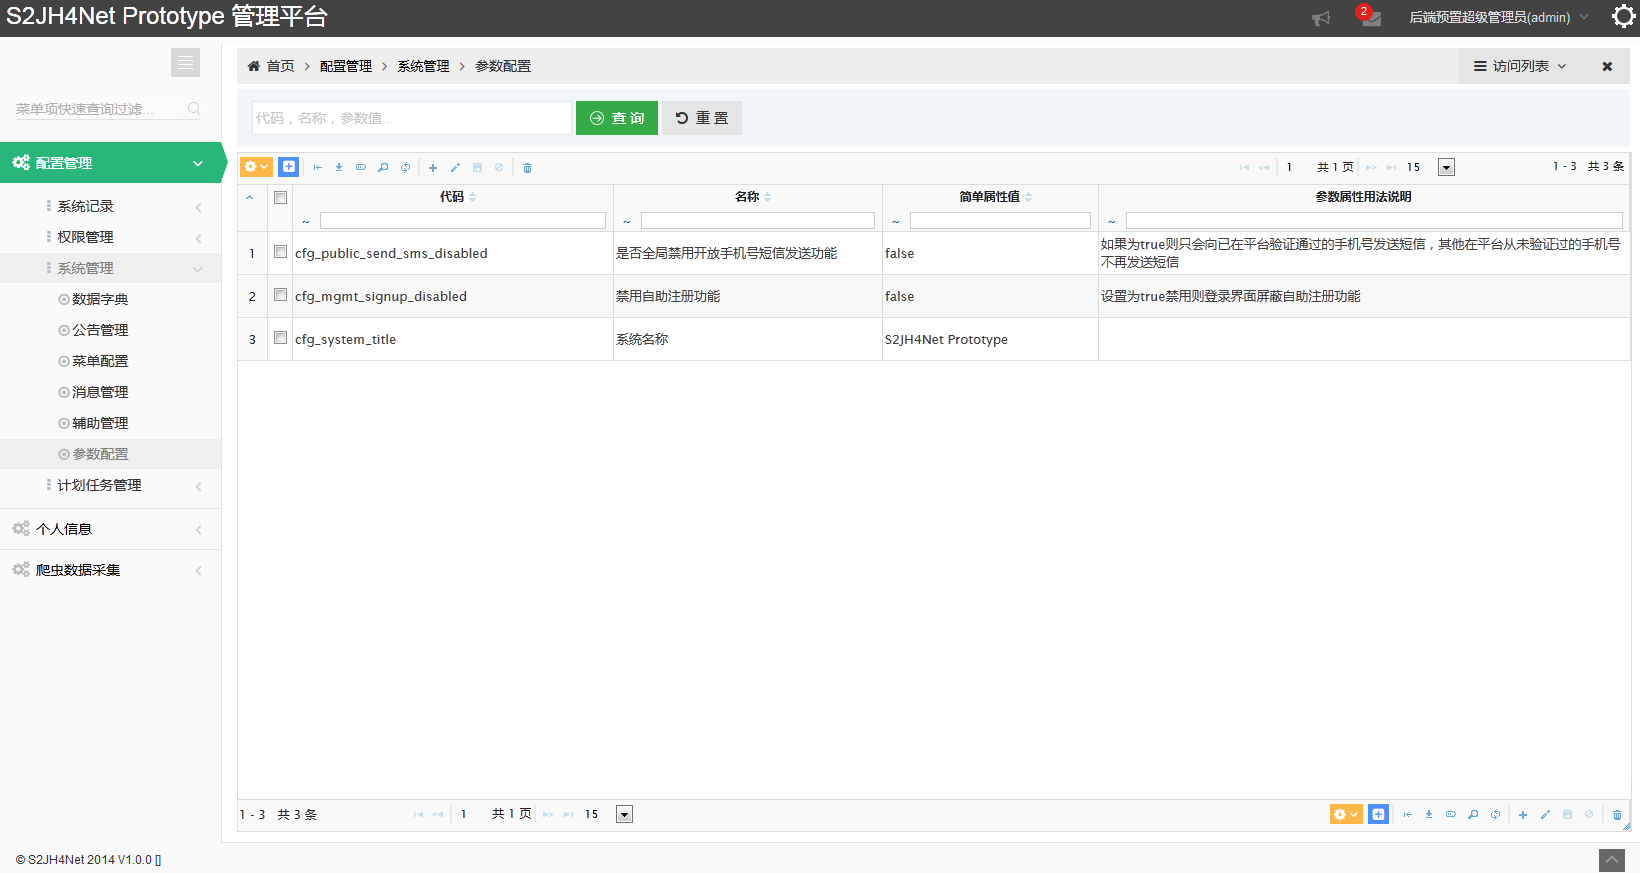 S2JH4Net Prototype 管理平台
2
后端预置超级管理员(admin)
菜单项快速查询过滤...
首页
配置管理
系统管理
参数配置
访问列表
代码，名称，参数值...
查 询
重 置
配置管理
系统记录
权限管理
系统管理
数据字典
公告管理
菜单配置
消息管理
辅助管理
参数配置
计划任务管理
个人信息
爬虫数据采集
1 共 1 页 15
1 - 3 共 3 条
代码 名称 简单属性值 参数属性用法说明
~ ~ ~ ~
1 cfg_public_send_sms_disabled 是否全局禁用开放手机号短信发送功能 false 如果为true则只会向已在平台验证通过的手机号发送短信，其他在平台从未验证过的手机号
不再发送短信
2 cfg_mgmt_signup_disabled 禁用自助注册功能 false 设置为true禁用则登录界面屏蔽自助注册功能
3 cfg_system_title 系统名称 S2JH4Net Prototype
1 - 3 共 3 条
1 共 1 页 15
© S2JH4Net 2014 V1.0.0 []